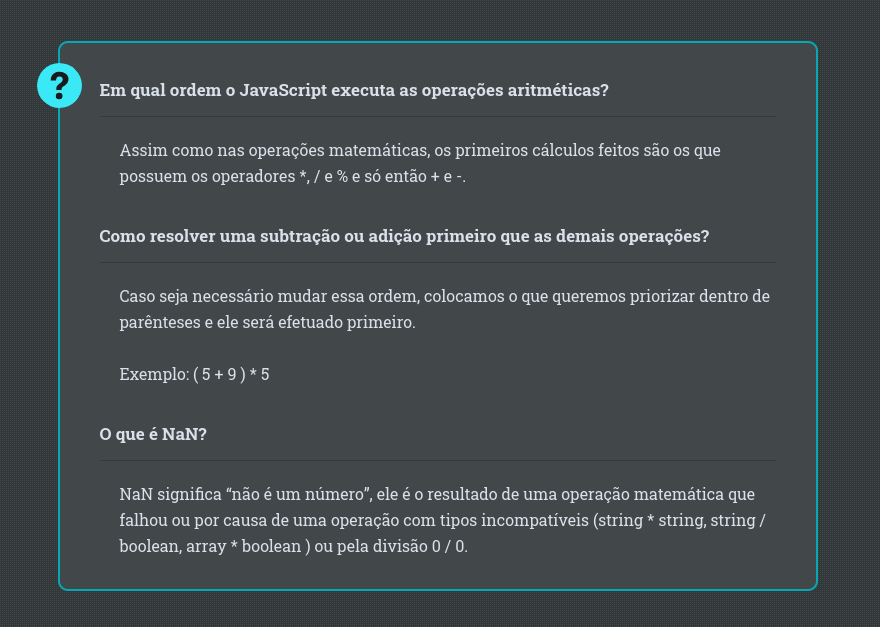 ?
Em qual ordem o JavaScript executa as operações aritméticas?
Assim como nas operações matemáticas, os primeiros cálculos feitos são os que
possuem os operadores *, / e % e só então + e -.
Como resolver uma subtração ou adição primeiro que as demais operações?
Caso seja necessário mudar essa ordem, colocamos o que queremos priorizar dentro de
parênteses e ele será efetuado primeiro.
Exemplo: ( 5 + 9 ) * 5
O que é NaN?
NaN significa “não é um número”, ele é o resultado de uma operação matemática que
falhou ou por causa de uma operação com tipos incompatíveis (string * string, string /
boolean, array * boolean ) ou pela divisão 0 / 0.